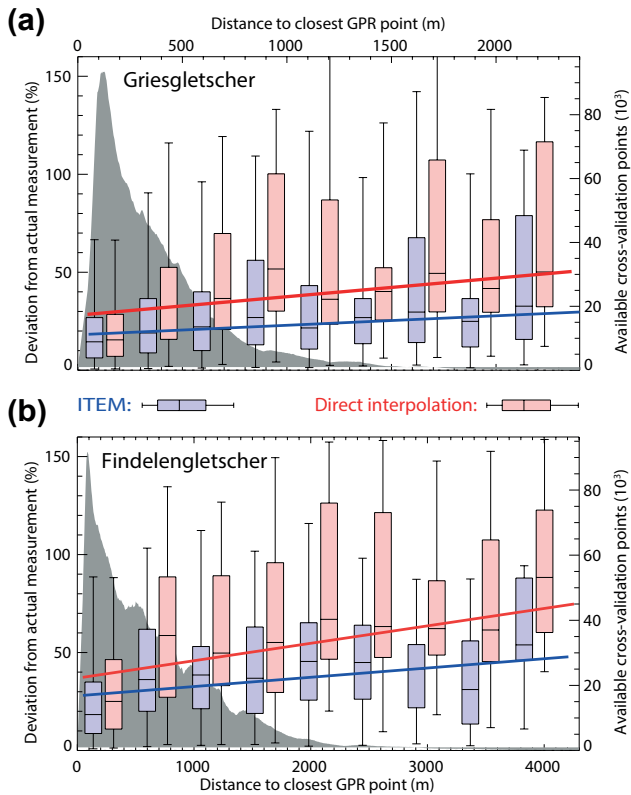 (a)
Distance to closest GPR point (m)
0 500 1000 1500 2000
Griesgletscher
Deviation from actual measurement (%)
150
100
50
0
Available cross-validation points (10³)
80
60
40
20
0
ITEM:
Direct interpolation:
(b)
Findelengletscher
Deviation from actual measurement (%)
150
100
50
0
Available cross-validation points (10³)
80
60
40
20
0
0 1000 2000 3000 4000
Distance to closest GPR point (m)